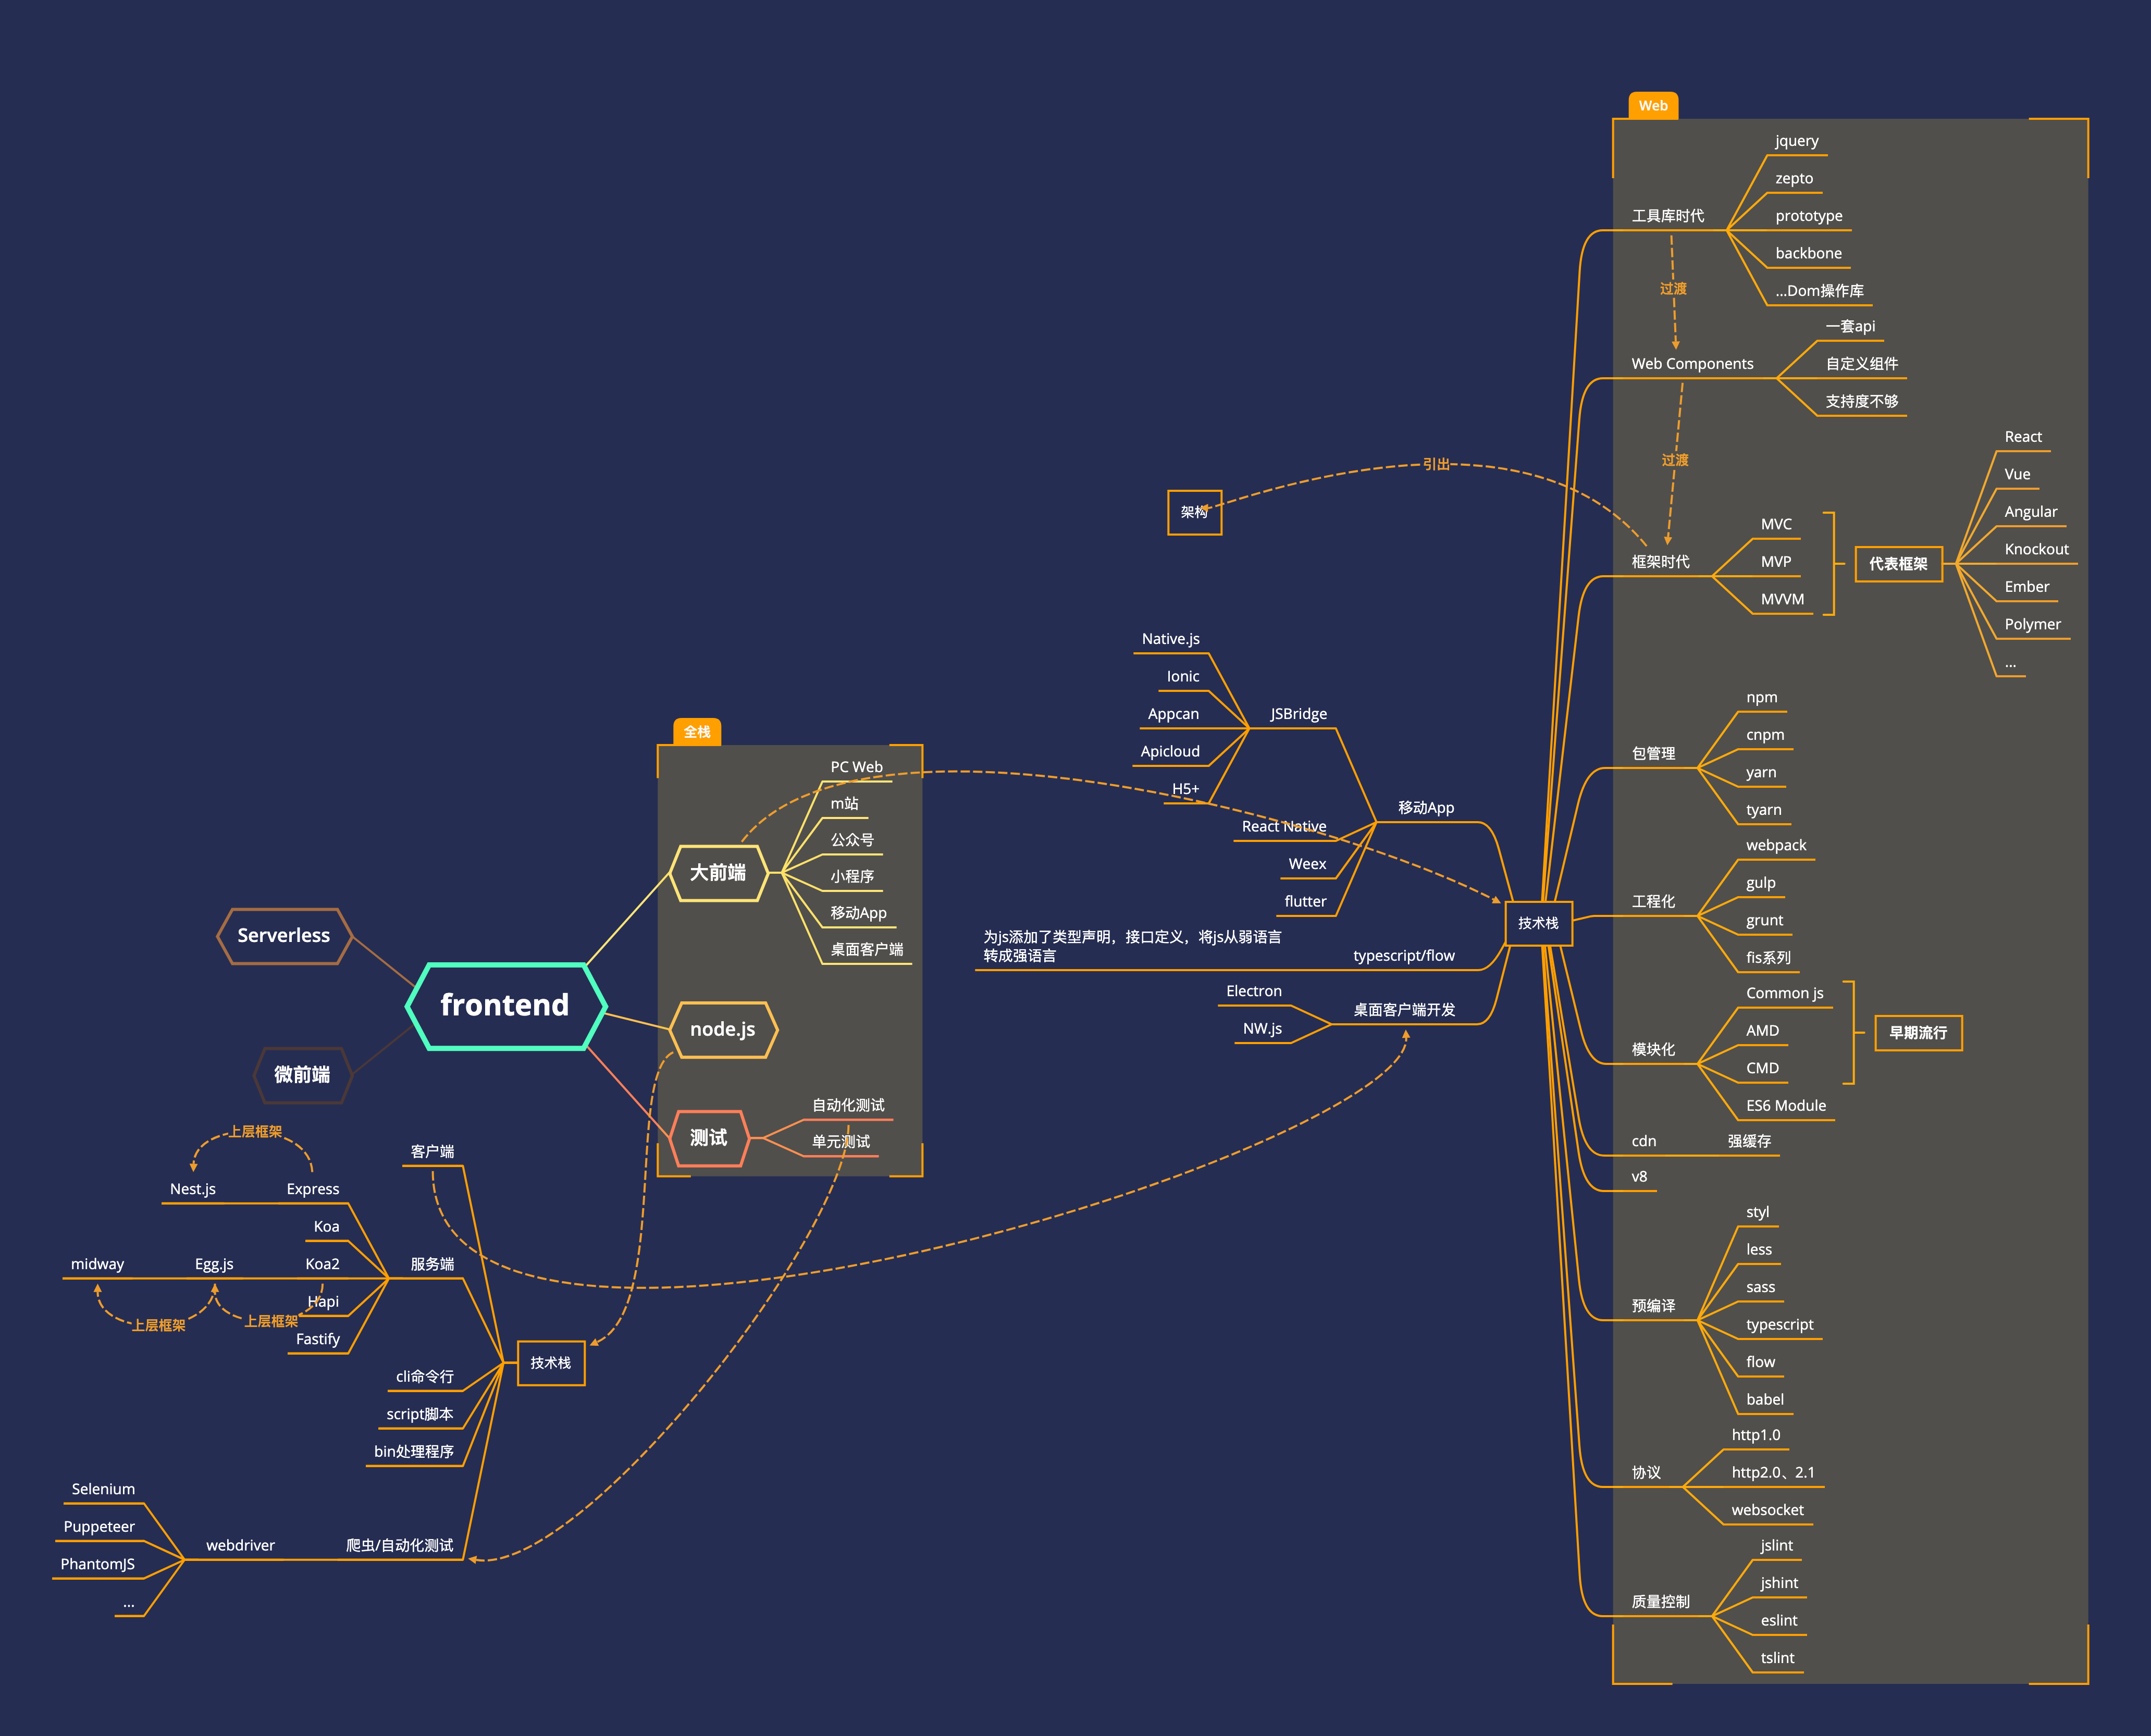 frontend
Serverless
微前端
全栈
大前端
PC Web
m站
公众号
小程序
移动App
桌面客户端
node.js
测试
自动化测试
单元测试
技术栈
客户端
服务端
Express
Nest.js
上层框架
Koa
Koa2
Egg.js
midway
上层框架
上层框架
Hapi
Fastify
cli命令行
script脚本
bin处理程序
爬虫/自动化测试
webdriver
Selenium
Puppeteer
PhantomJS
...
技术栈
移动App
JSBridge
Native.js
Ionic
Appcan
Apicloud
H5+
React Native
Weex
flutter
typescript/flow
为js添加了类型声明，接口定义，将js从弱语言
转成强语言
桌面客户端开发
Electron
NW.js
架构
引出
Web
工具库时代
jquery
zepto
prototype
backbone
...Dom操作库
过渡
Web Components
一套api
自定义组件
支持度不够
过渡
框架时代
MVC
MVP
MVVM
代表框架
React
Vue
Angular
Knockout
Ember
Polymer
...
包管理
npm
cnpm
yarn
tyarn
工程化
webpack
gulp
grunt
fis系列
模块化
Common js
AMD
CMD
ES6 Module
早期流行
cdn
强缓存
v8
预编译
styl
less
sass
typescript
flow
babel
协议
http1.0
http2.0、2.1
websocket
质量控制
jslint
jshint
eslint
tslint